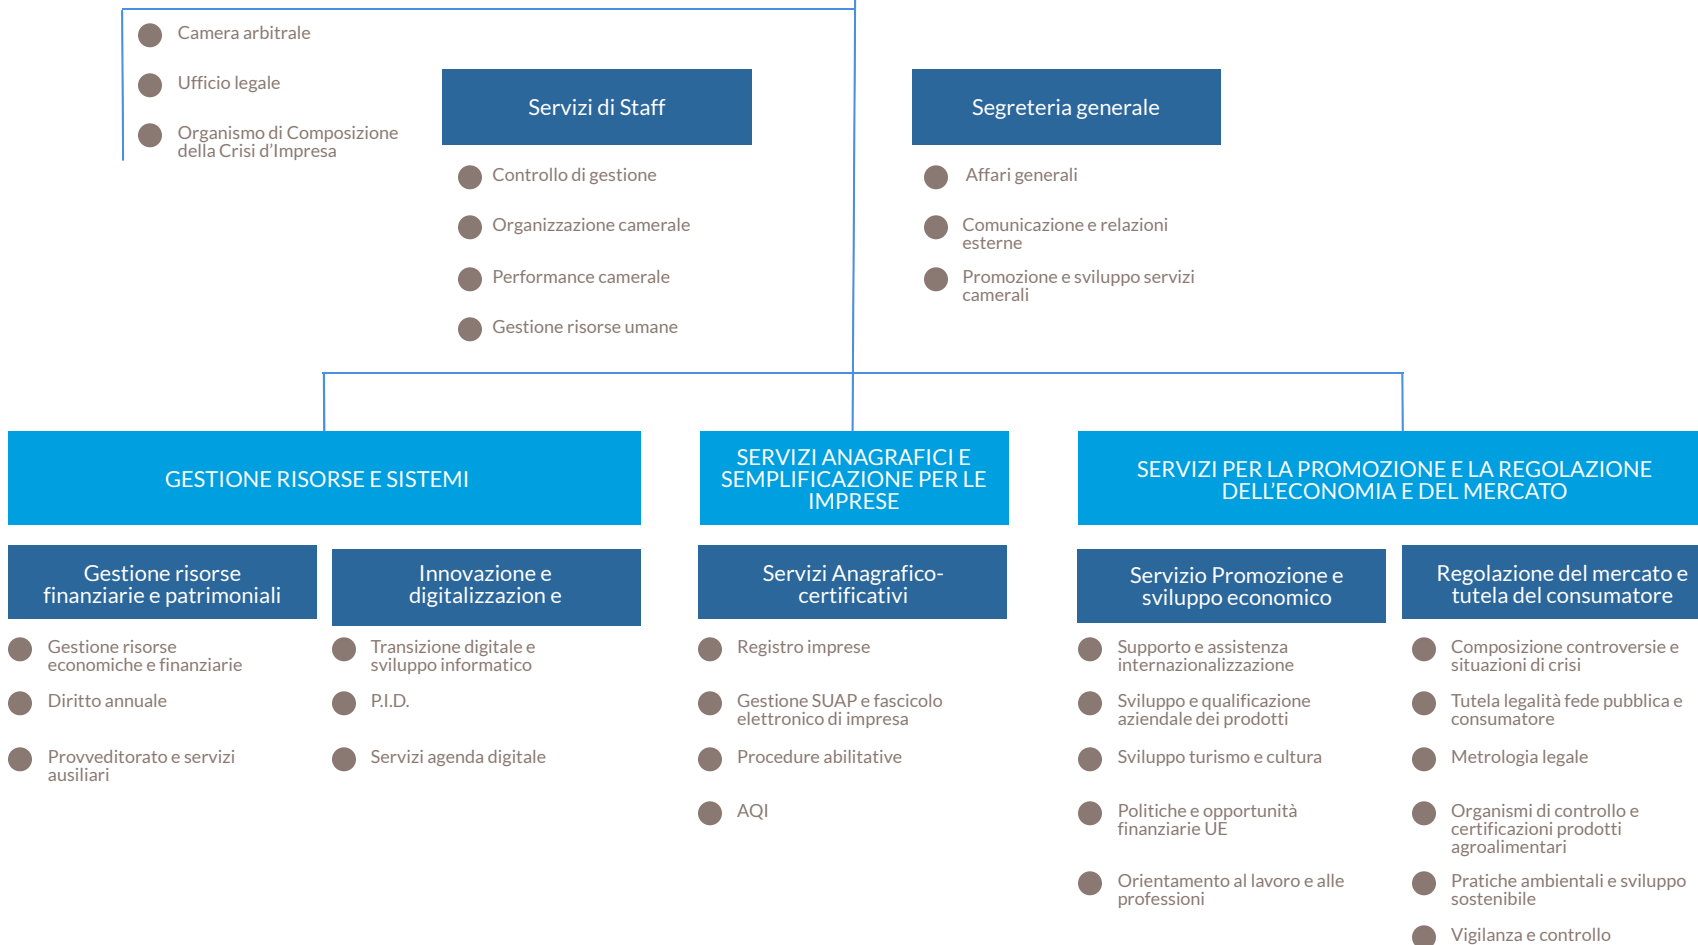 Camera arbitrale
Ufficio legale
Organismo di Composizione
della Crisi d'Impresa
Servizi di Staff
Controllo di gestione
Organizzazione camerale
Performance camerale
Gestione risorse umane
Segreteria generale
Affari generali
Comunicazione e relazioni
esterne
Promozione e sviluppo servizi
camerali
GESTIONE RISORSE E SISTEMI
Gestione risorse
finanziarie e patrimoniali
Gestione risorse
economiche e finanziarie
Diritto annuale
Provveditorato e servizi
ausiliari
Innovazione e
digitalizzazion e
Transizione digitale e
sviluppo informatico
P.I.D.
Servizi agenda digitale
SERVIZI ANAGRAFICI E
SEMPLIFICAZIONE PER LE
IMPRESE
Servizi Anagrafico-
certificativi
Registro imprese
Gestione SUAP e fascicolo
elettronico di impresa
Procedure abilitative
AQI
SERVIZI PER LA PROMOZIONE E LA REGOLAZIONE
DELL'ECONOMIA E DEL MERCATO
Servizio Promozione e
sviluppo economico
Supporto e assistenza
internazionalizzazione
Sviluppo e qualificazione
aziendale dei prodotti
Sviluppo turismo e cultura
Politiche e opportunità
finanziarie UE
Orientamento al lavoro e alle
professioni
Regolazione del mercato e
tutela del consumatore
Composizione controversie e
situazioni di crisi
Tutela legalità fede pubblica e
consumatore
Metrologia legale
Organismi di controllo e
certificazioni prodotti
agroalimentari
Pratiche ambientali e sviluppo
sostenibile
Vigilanza e controllo